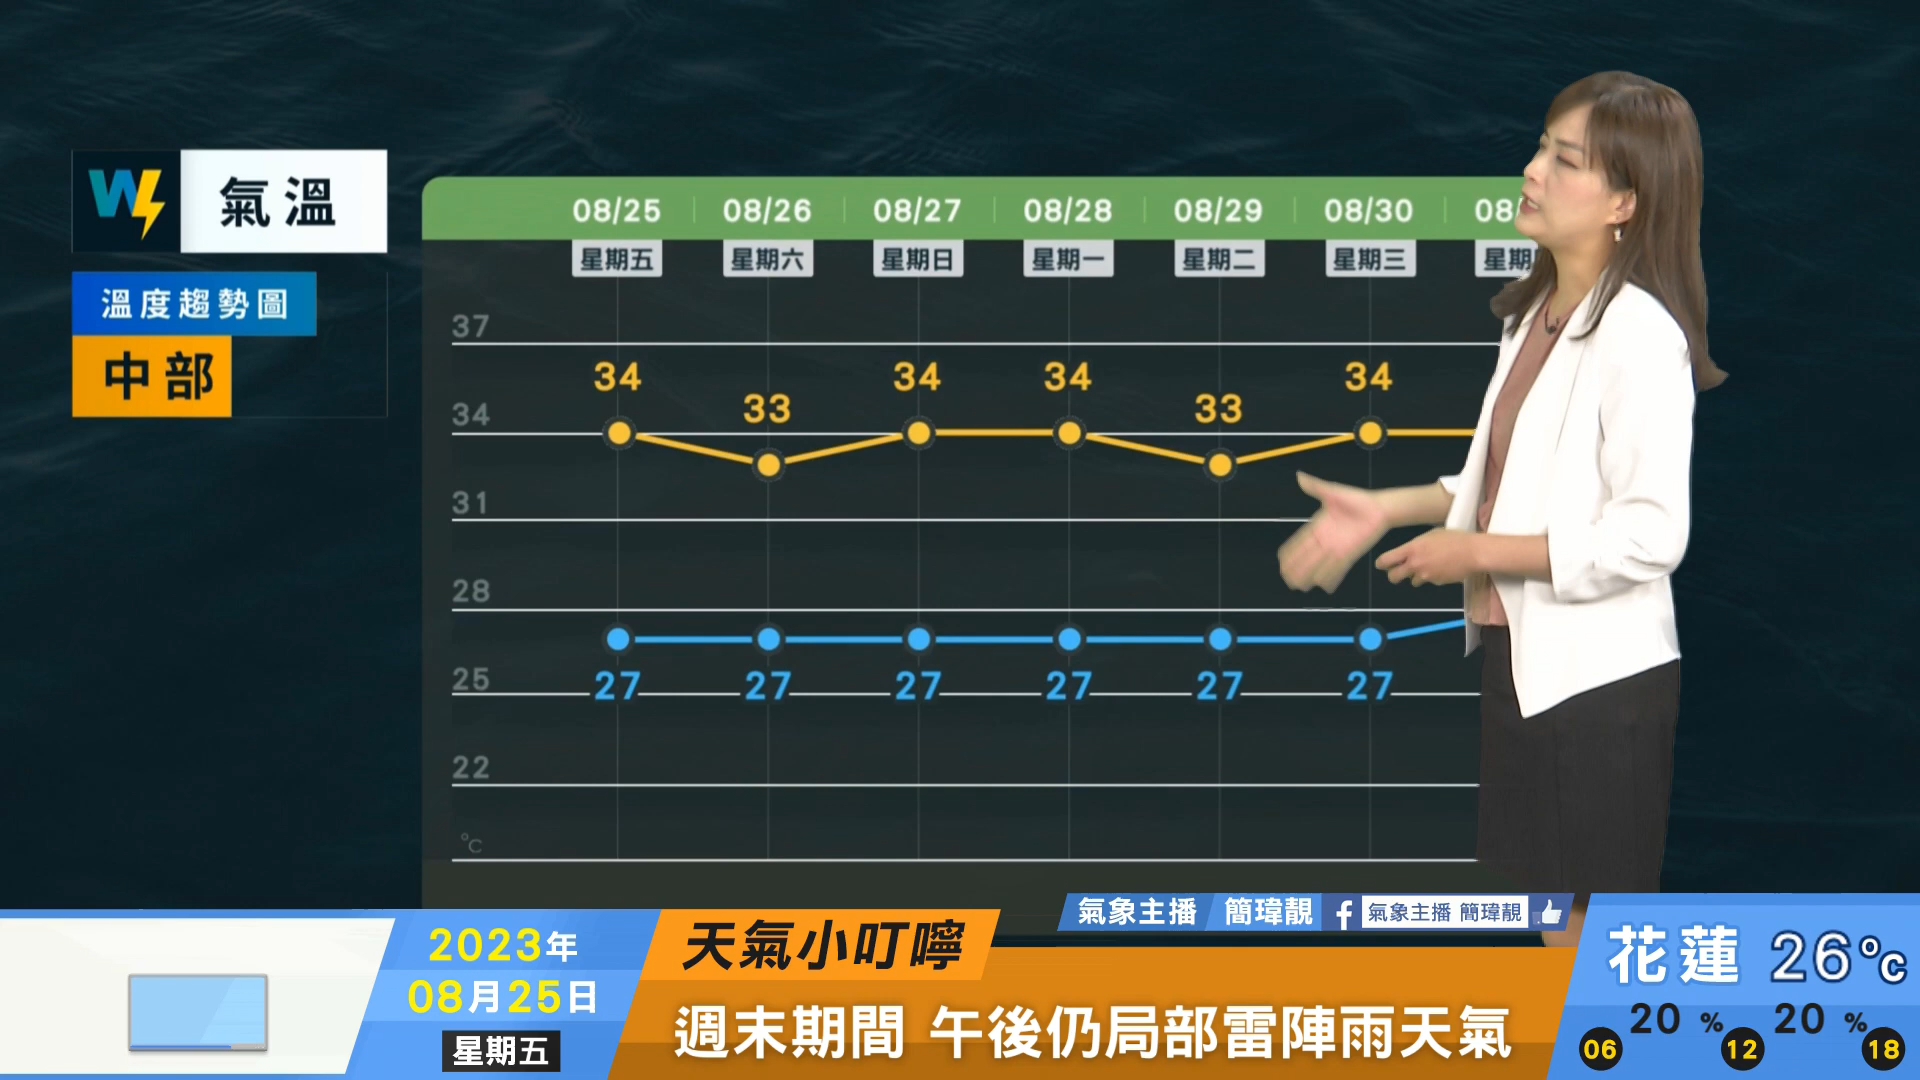 W
氣溫
溫度趨勢圖
中部
08/25 08/26 08/27 08/28 08/29 08/30 08/
星期五 星期六 星期日 星期一 星期二 星期三 星期
37
34 34 34 34
33 33
34
31
28
25
27 27 27 27 27 27
22
°C
氣象主播 簡瑋靚 f 氣象主播 簡瑋靚
2023年
08月25日
星期五
天氣小叮嚀
週末期間 午後仍局部雷陣雨天氣
花蓮 26°C
20 % 20 %
06 12 18